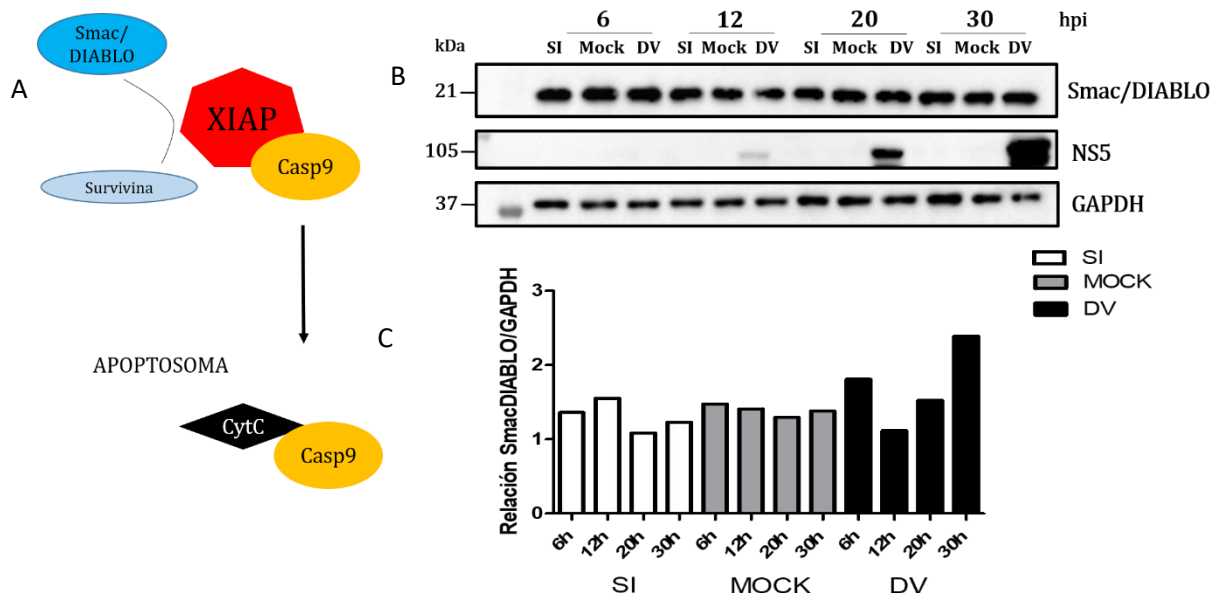 A
Smac/
DIABLO
XIAP
Casp9
Survivina
APOPTOSOMA
CytC
Casp9
B
6 12 20 30 hpi
kDa SI Mock DV SI Mock DV SI Mock DV SI Mock DV
21 Smac/DIABLO
105 NS5
37 GAPDH
C
SI
MOCK
DV
Relación SmacDIABLO/GAPDH
3
2
1
0
6h 12h 20h 30h 6h 12h 20h 30h 6h 12h 20h 30h
SI MOCK DV